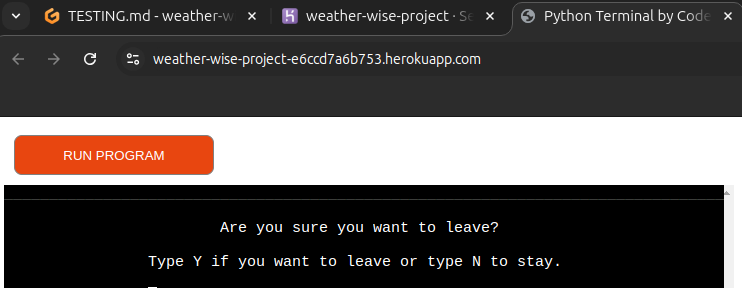 TESTING.md - weather-w
weather-wise-project · Se
Python Terminal by Code
weather-wise-project-e6ccd7a6b753.herokuapp.com
RUN PROGRAM
Are you sure you want to leave?
Type Y if you want to leave or type N to stay.